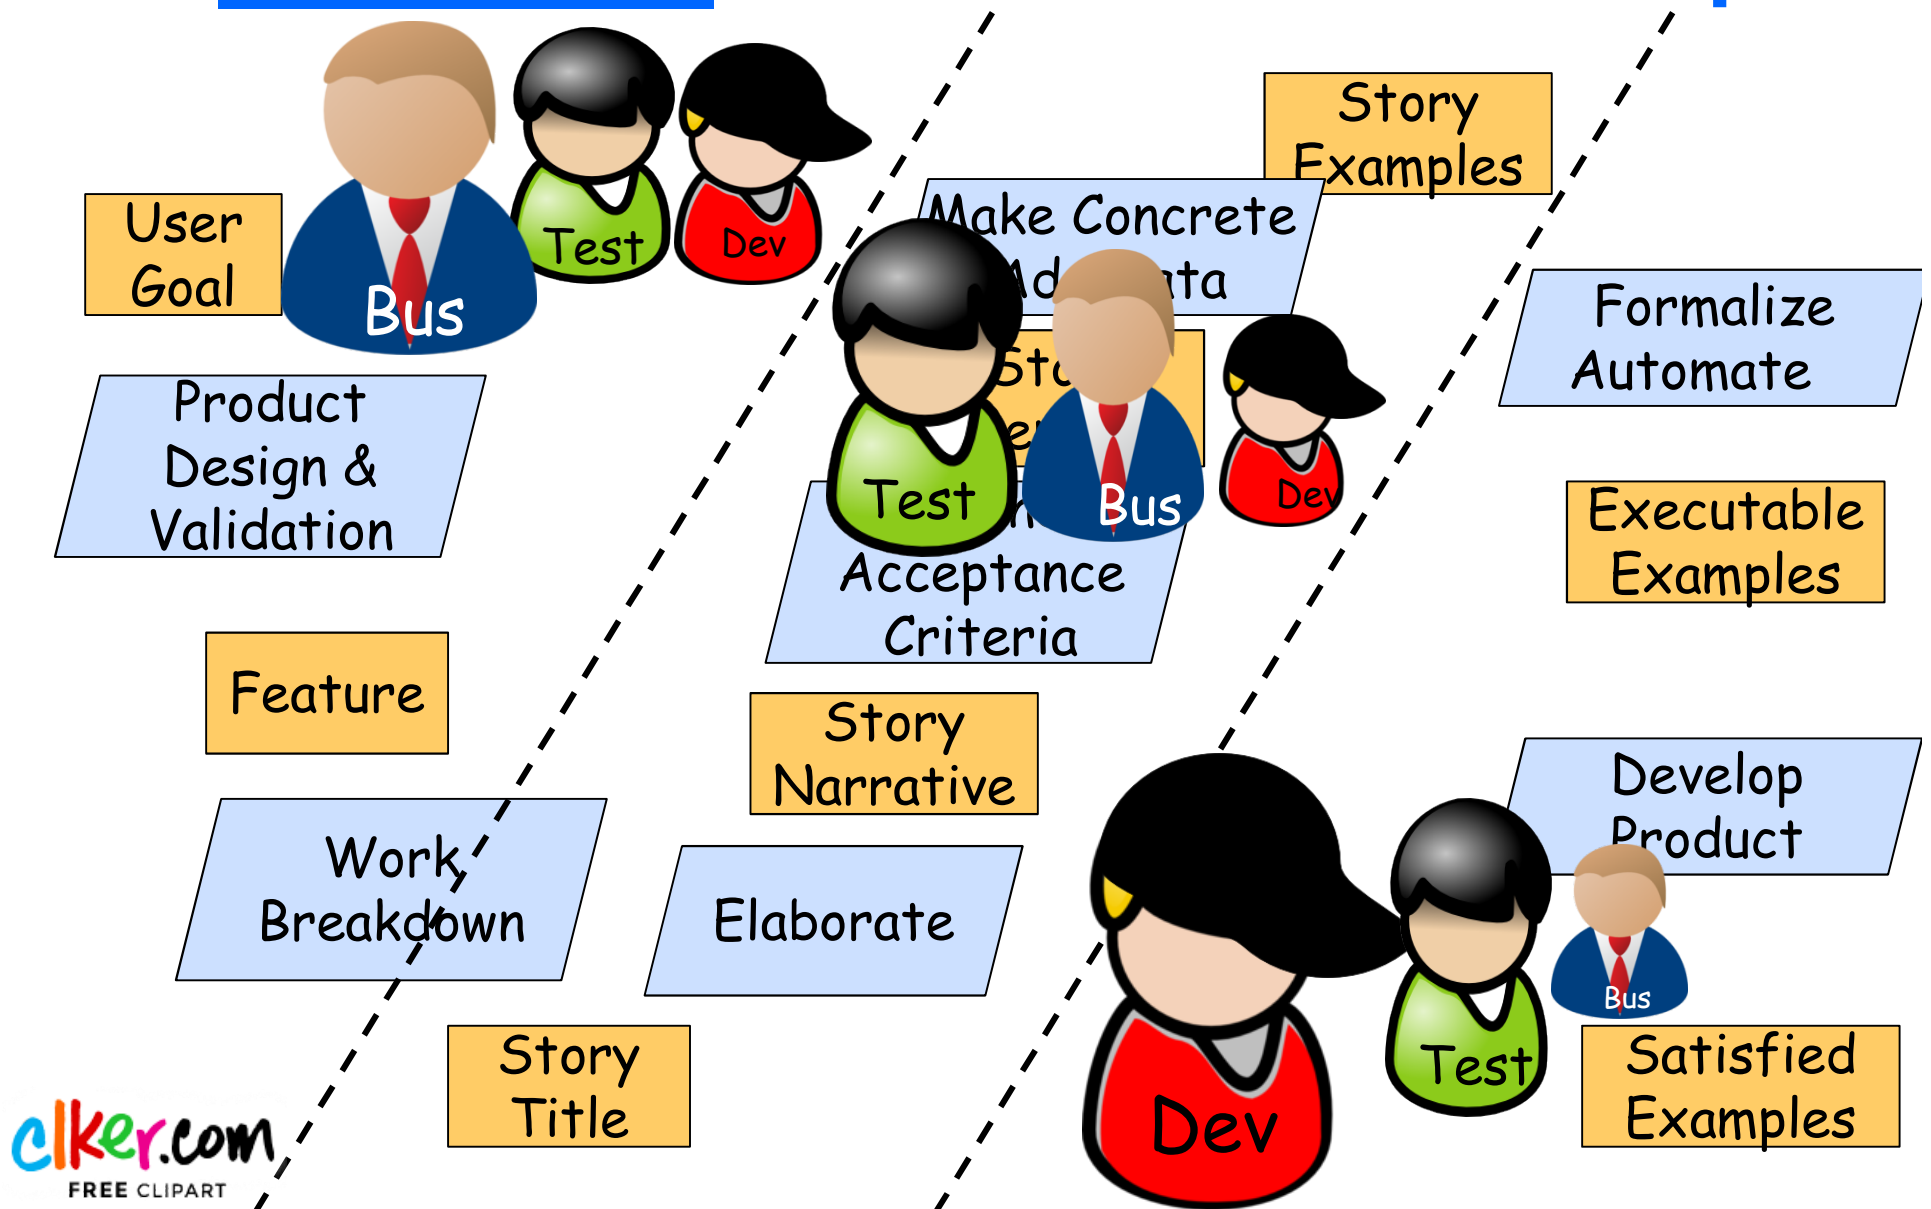 User
Goal
Bus
Test
Dev
Product
Design &
Validation
Feature
Work
Breakdown
Story
Title
Story
Examples
Make Concrete
Test
Bus
Dev
Acceptance
Criteria
Story
Narrative
Elaborate
Formalize
Automate
Executable
Examples
Develop
Product
Dev
Test
Bus
Satisfied
Examples
clker.com
FREE CLIPART